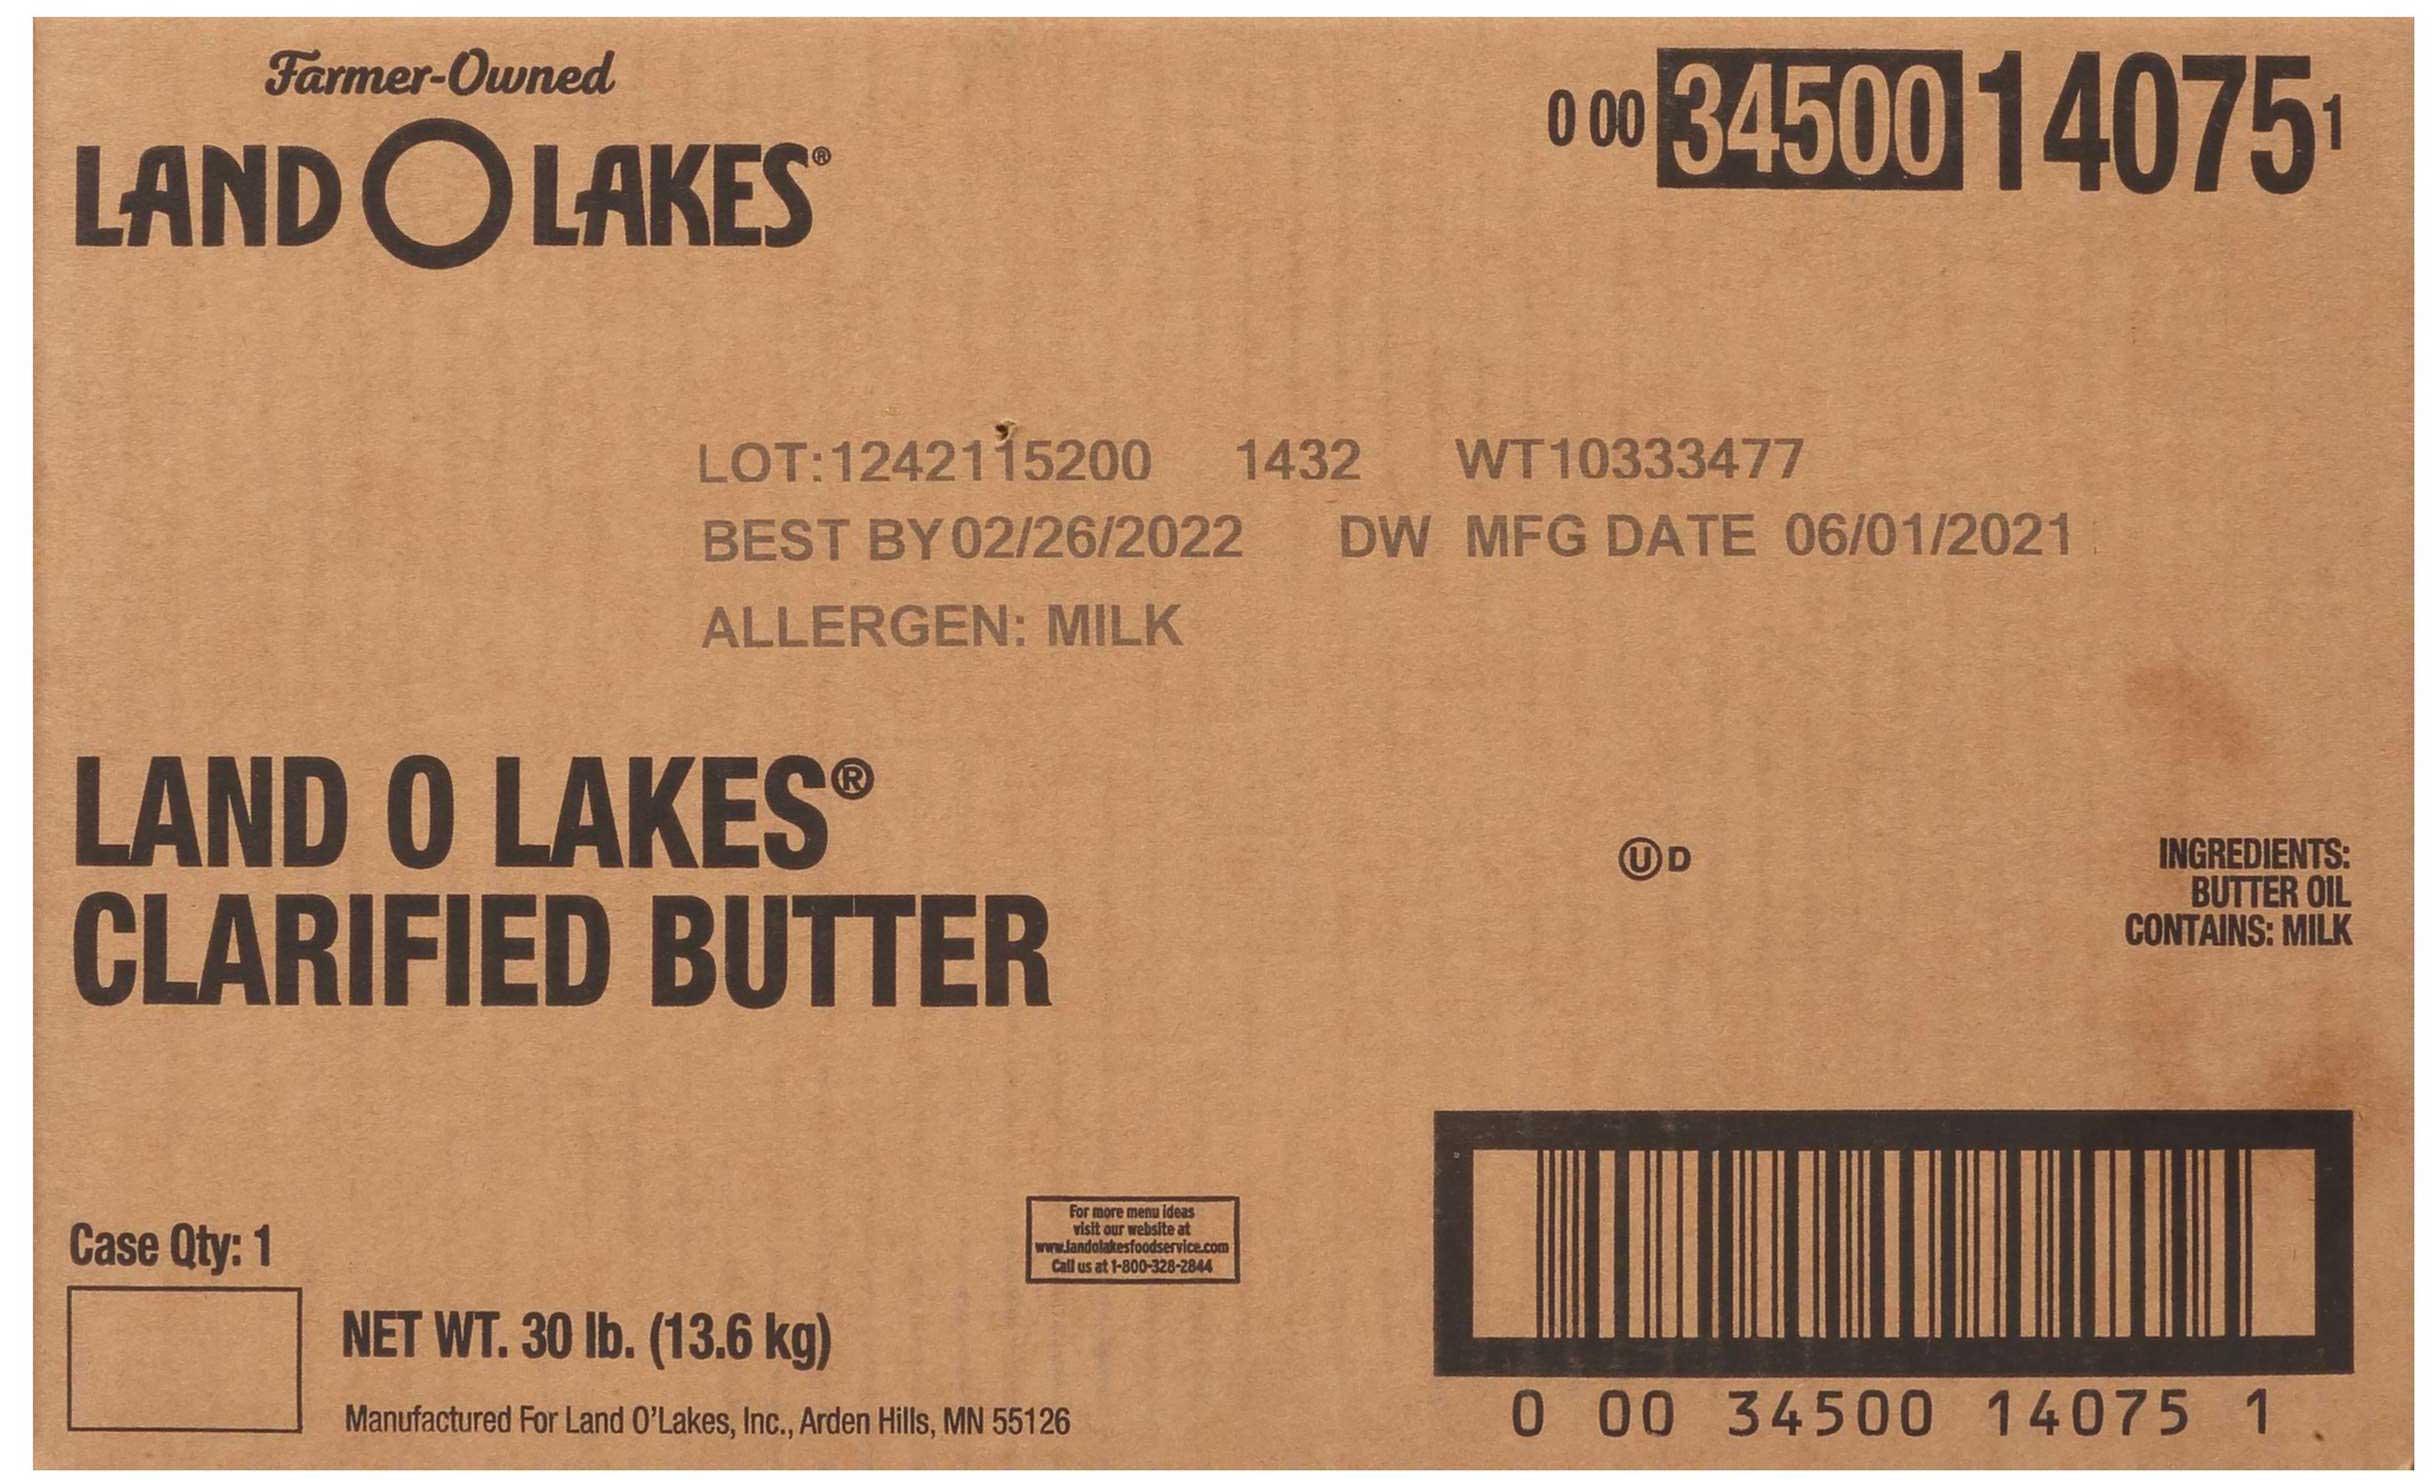 Farmer-Owned
LAND O LAKES®
0 00 34500 14075 1
LOT:1242115200 1432 WT10333477
BEST BY 02/26/2022 DW MFG DATE 06/01/2021
ALLERGEN: MILK
LAND O LAKES®
CLARIFIED BUTTER
U D
INGREDIENTS:
BUTTER OIL
CONTAINS: MILK
Case Qty: 1
For more menu ideas
visit our website at
www.landolakesfoodservice.com
Call us at 1-800-328-2844
NET WT. 30 lb. (13.6 kg)
Manufactured For Land O'Lakes, Inc., Arden Hills, MN 55126
0 00 34500 14075 1